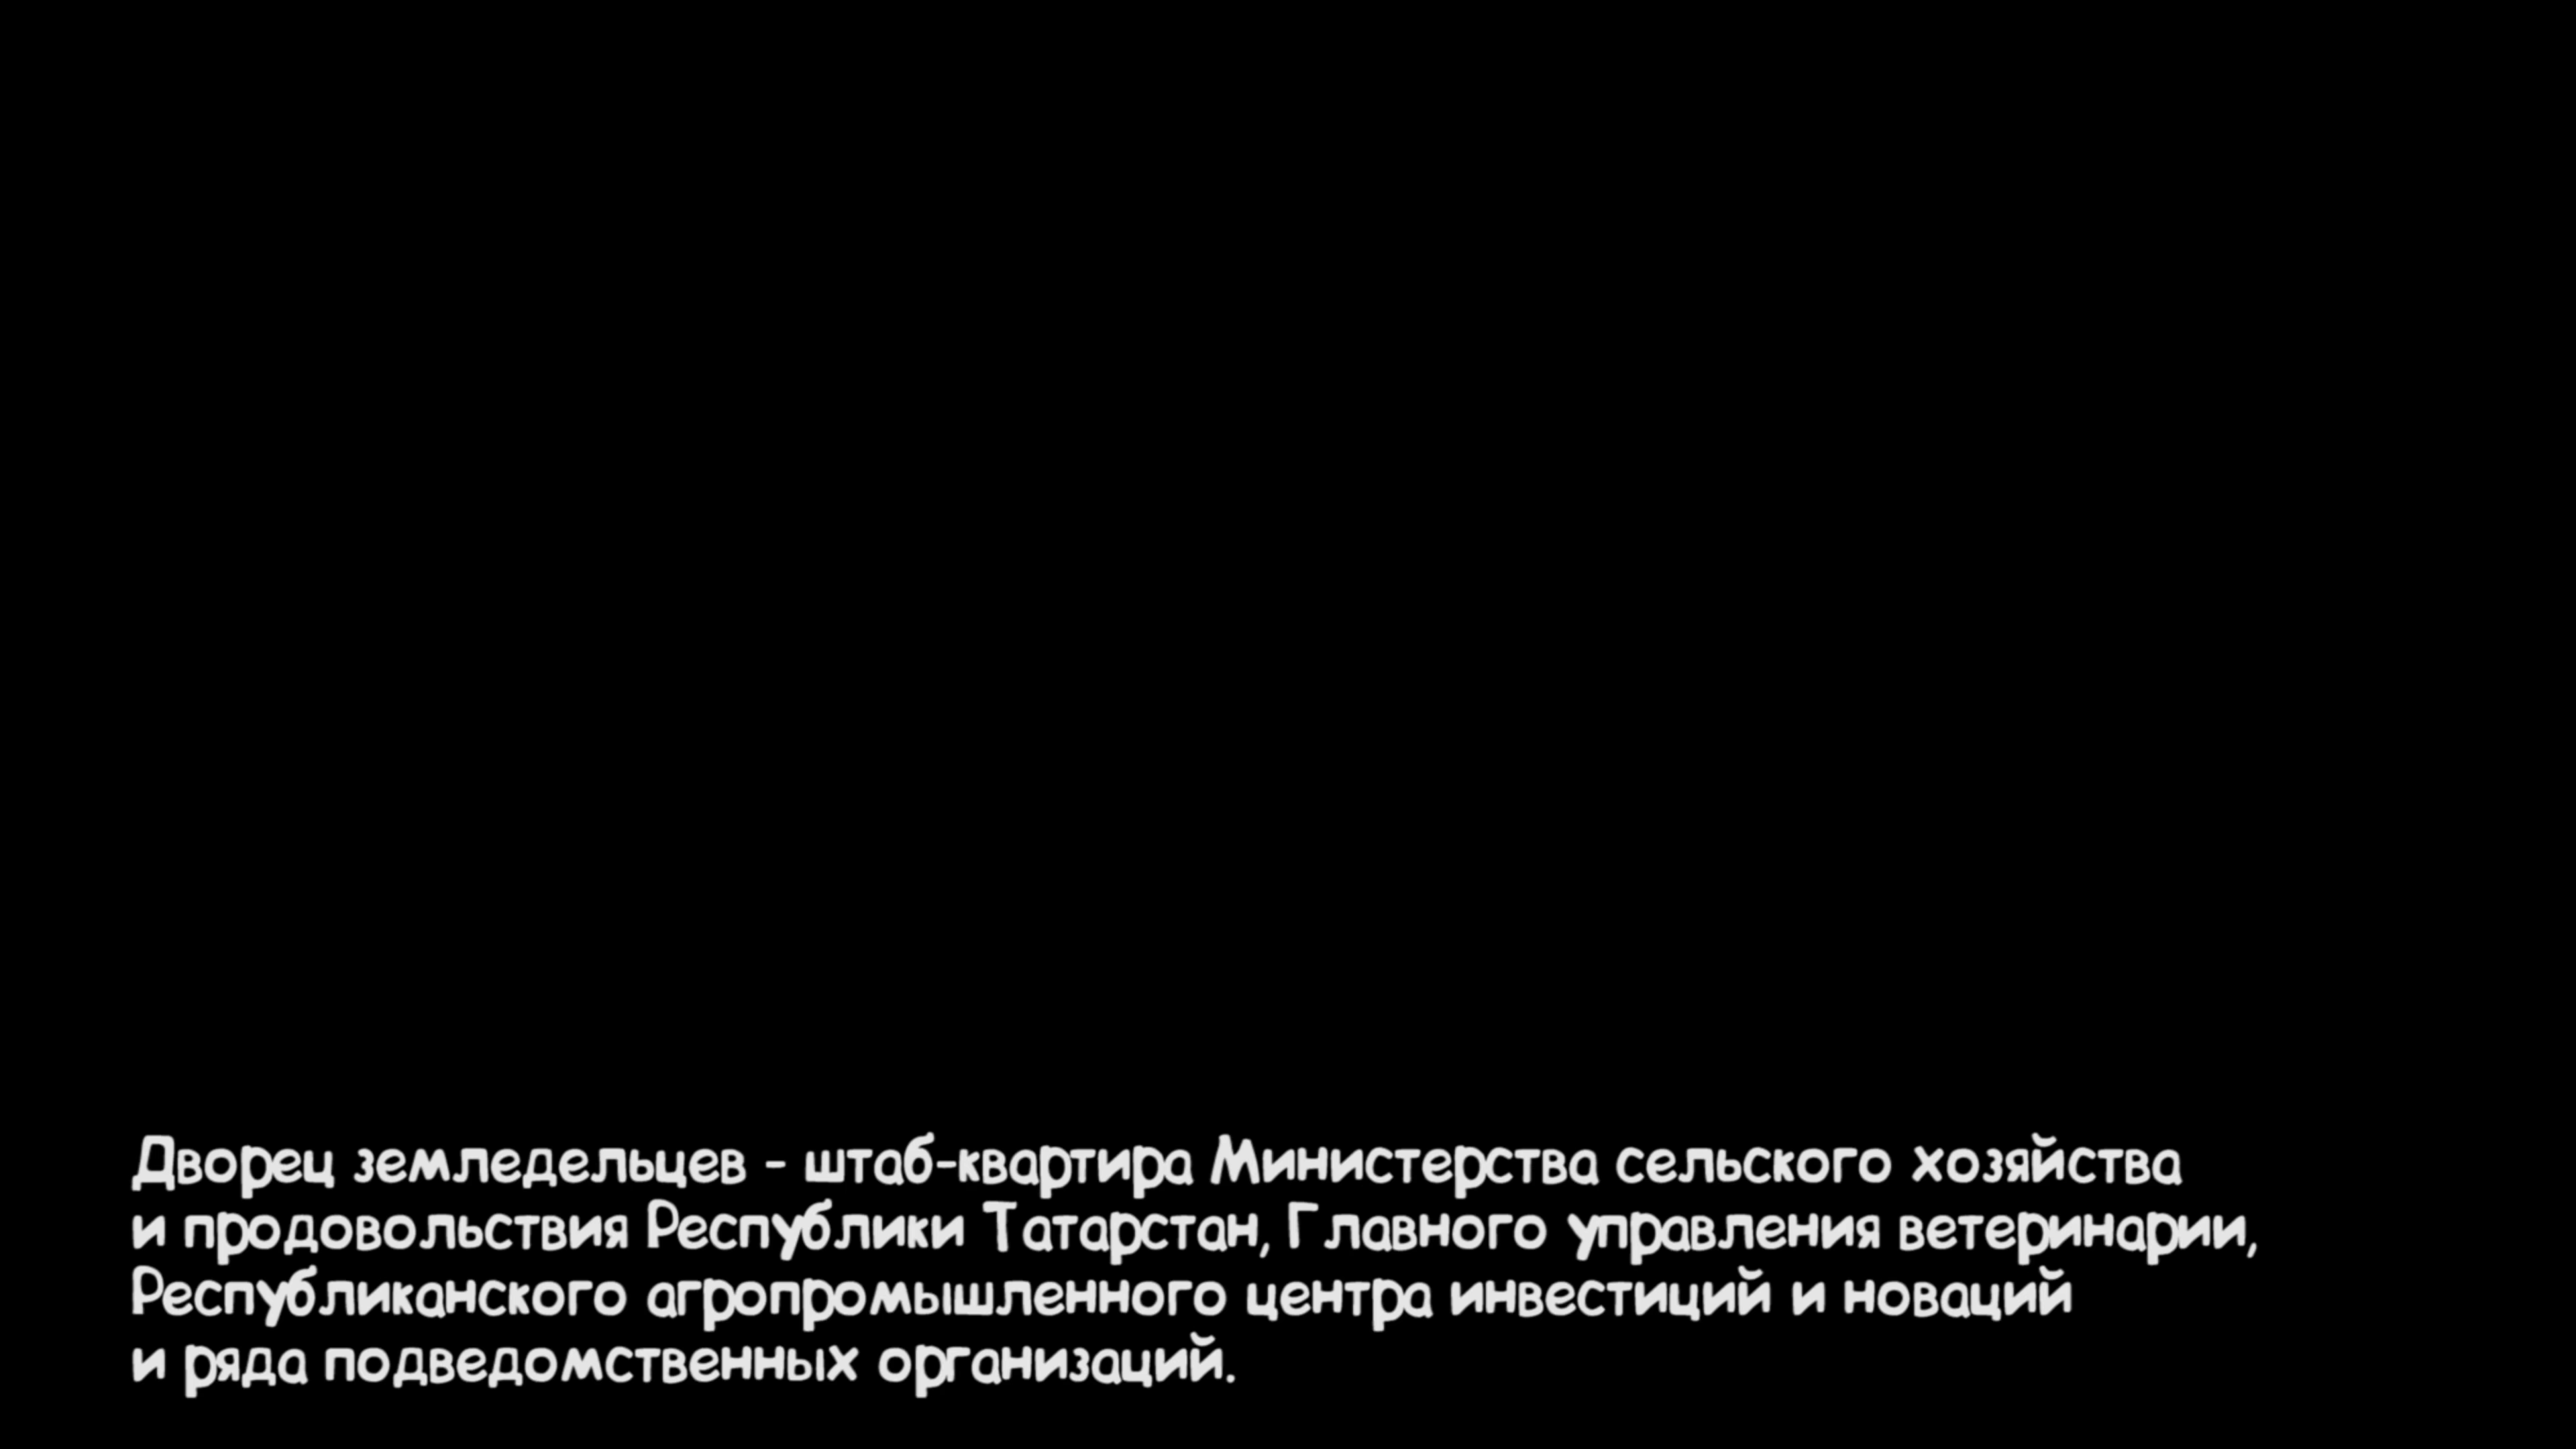 Дворец земледельцев - штаб-квартира Министерства сельского хозяйства
и продовольствия Республики Татарстан, Главного управления ветеринарии,
Республиканского агропромышленного центра инвестиций и новаций
и ряда подведомственных организаций.